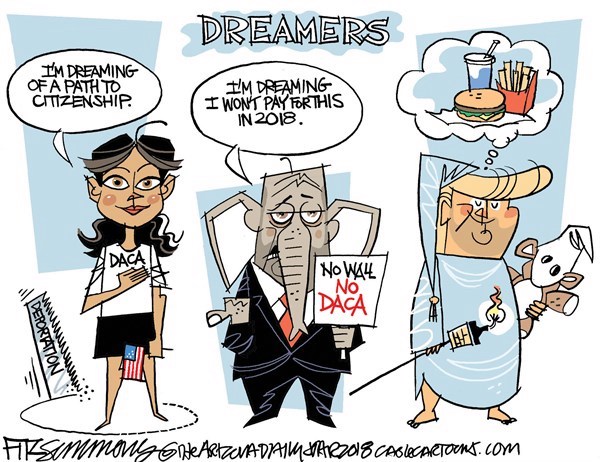 DREAMERS
I'M DREAMING
OF A PATH TO
CITIZENSHIP.
I'M DREAMING
I WON'T PAY FOR THIS
IN 2018.
DACA
DEPORTATION
NO WALL
NO
DACA
FITZSIMMONS ©THE ARIZONA DAILY STAR 2018 CAGLECARTOONS.COM